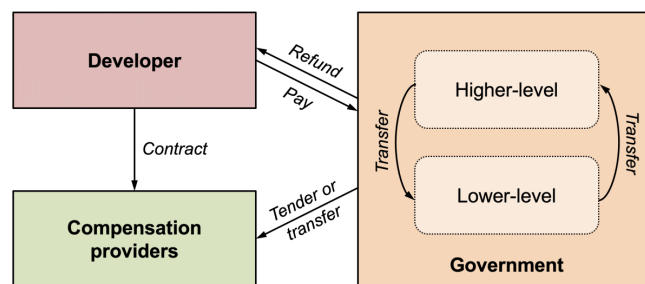 Developer
Refund
Pay
Higher-level
Transfer
Transfer
Contract
Lower-level
Compensation
providers
Tender or
transfer
Government